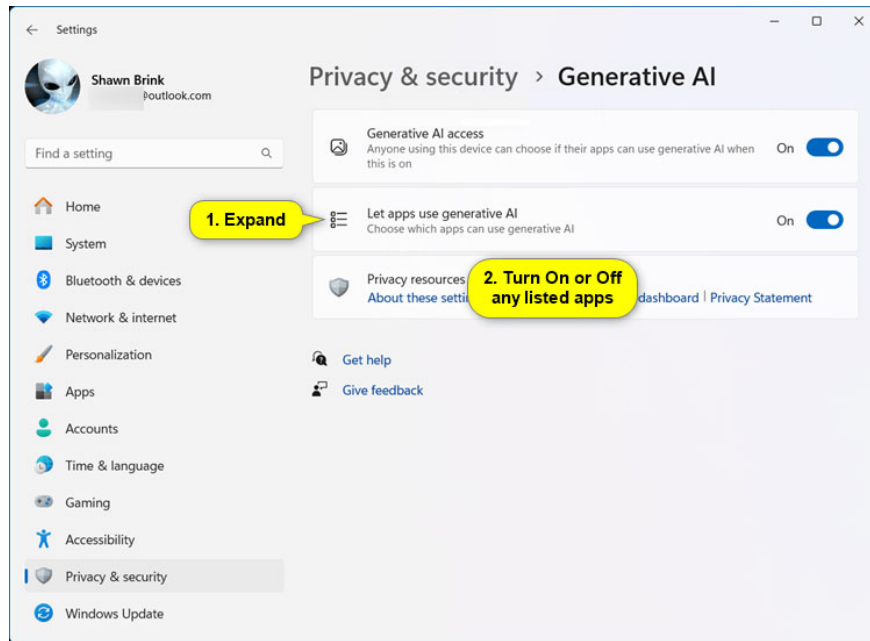 Settings
Shawn Brink
outlook.com
Find a setting
Home
System
Bluetooth & devices
Network & internet
Personalization
Apps
Accounts
Time & language
Gaming
Accessibility
Privacy & security
Windows Update
Privacy & security > Generative AI
Generative AI access
Anyone using this device can choose if their apps can use generative AI when
this is on
On
1. Expand
Let apps use generative AI
Choose which apps can use generative AI
On
2. Turn On or Off
any listed apps
Privacy resources
About these dashboard | Privacy Statement
Get help
Give feedback